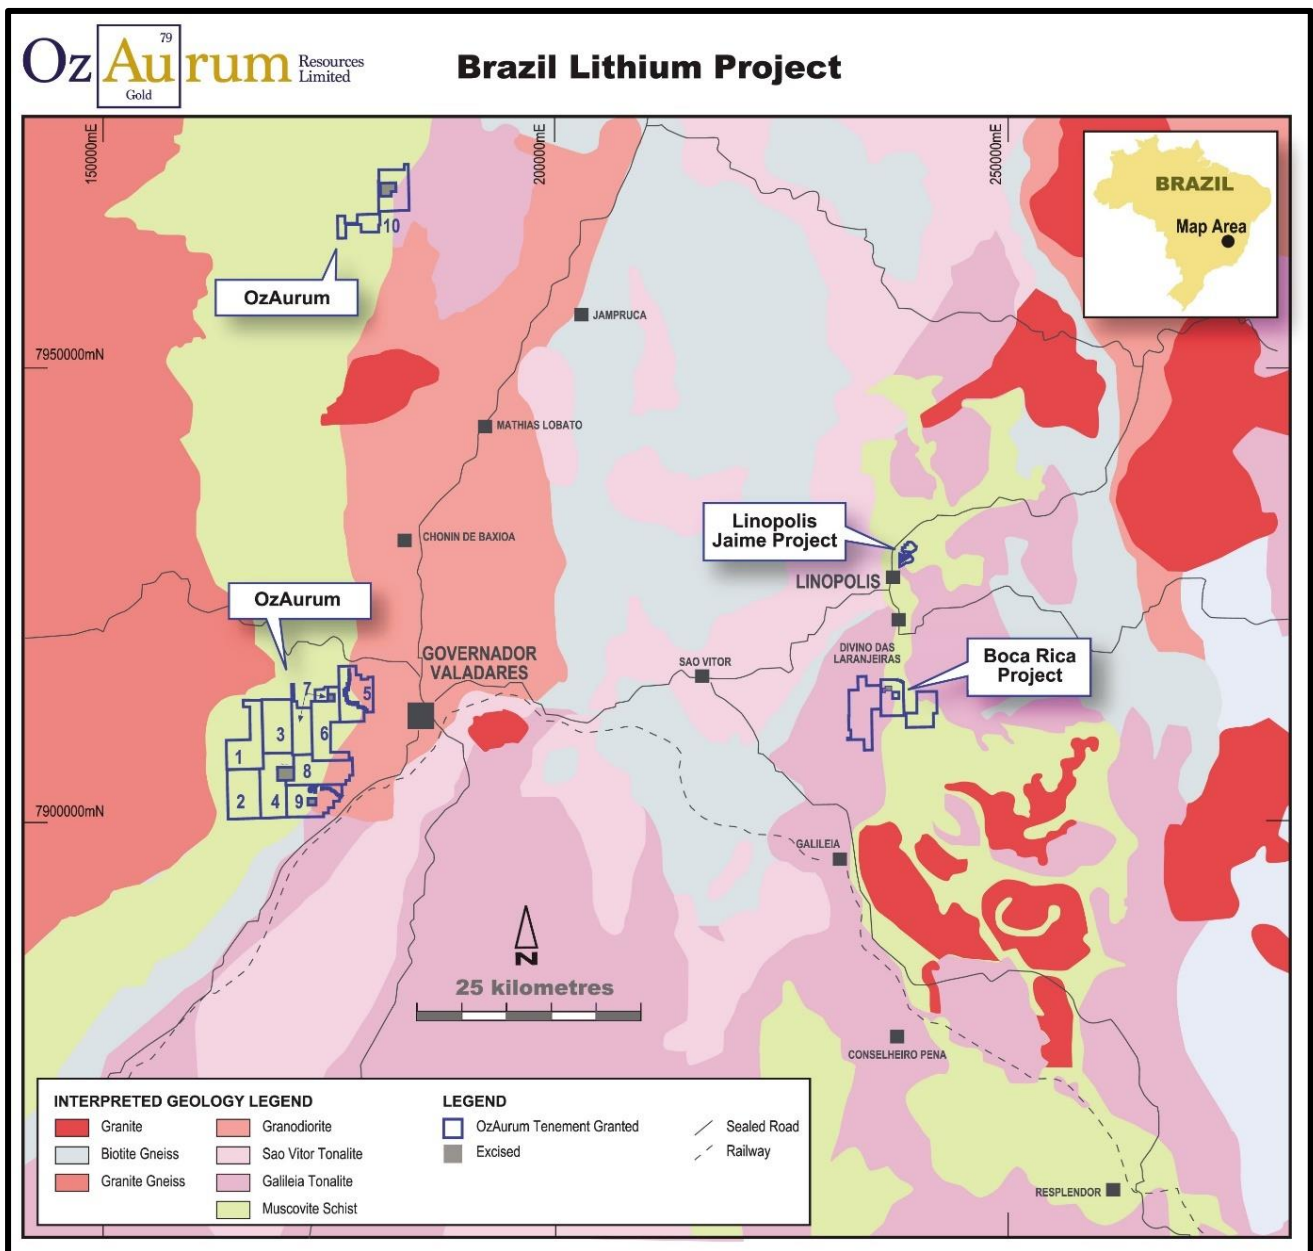 79
Oz Au rum Resources Limited
Gold
Brazil Lithium Project
150000mE
200000mE
250000mE
BRAZIL
Map Area
10
OzAurum
JAMPRUCA
7950000mN
MATHIAS LOBATO
CHONIN DE BAXIOA
Linopolis
Jaime Project
LINOPOLIS
OzAurum
DIVINO DAS
LARANJEIRAS
GOVERNADOR
VALADARES
SAO VITOR
Boca Rica
Project
7
5
3
6
1
8
2
4
9
7900000mN
GALILEIA
N
25 kilometres
CONSELHEIRO PENA
RESPLENDOR
INTERPRETED GEOLOGY LEGEND
Granite
Biotite Gneiss
Granite Gneiss
Granodiorite
Sao Vitor Tonalite
Galileia Tonalite
Muscovite Schist
LEGEND
OzAurum Tenement Granted
Excised
Sealed Road
Railway